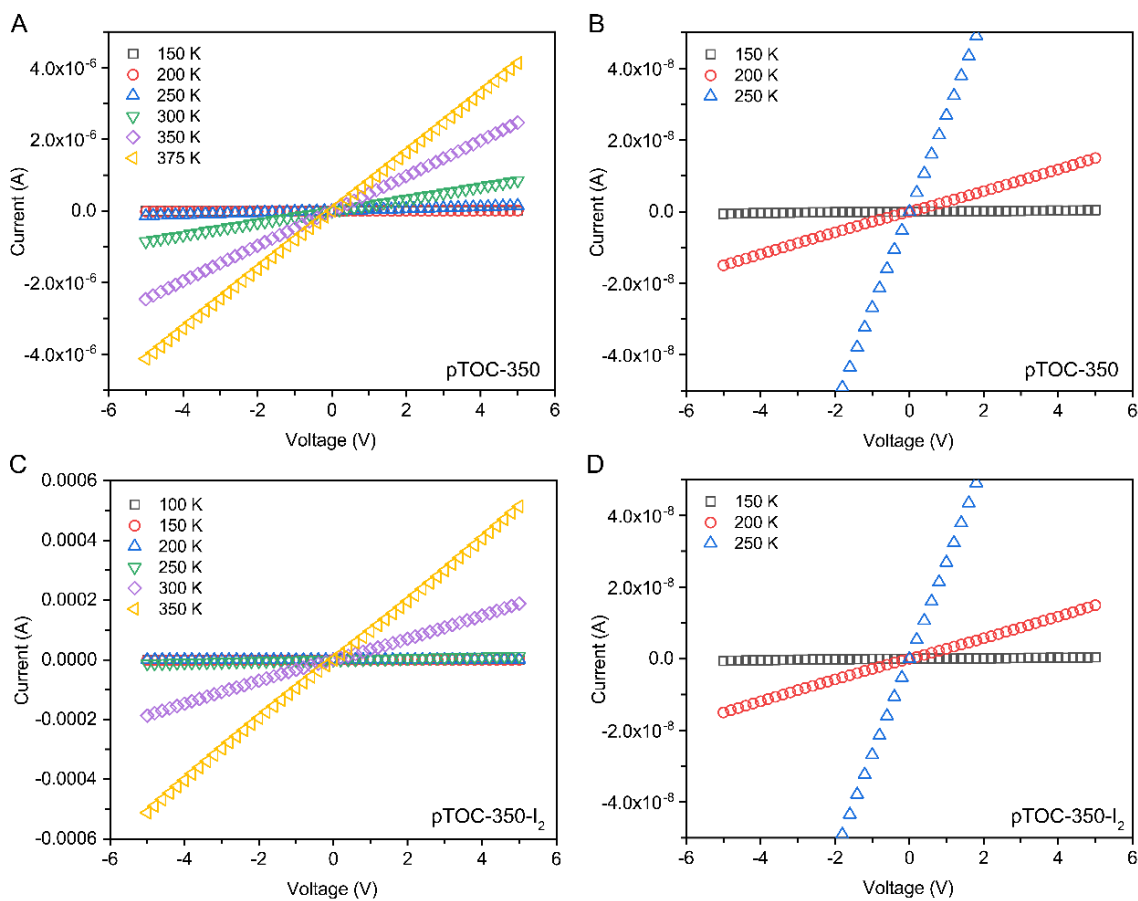 A
150 K
200 K
250 K
300 K
350 K
375 K
4.0x10⁻⁶
2.0x10⁻⁶
0.0
-2.0x10⁻⁶
-4.0x10⁻⁶
Current (A)
-6 -4 -2 0 2 4 6
Voltage (V)
pTOC-350
B
150 K
200 K
250 K
4.0x10⁻⁸
2.0x10⁻⁸
0.0
-2.0x10⁻⁸
-4.0x10⁻⁸
Current (A)
-6 -4 -2 0 2 4 6
Voltage (V)
pTOC-350
C
100 K
150 K
200 K
250 K
300 K
350 K
0.0006
0.0004
0.0002
0.0000
-0.0002
-0.0004
-0.0006
Current (A)
-6 -4 -2 0 2 4 6
Voltage (V)
pTOC-350-I₂
D
150 K
200 K
250 K
4.0x10⁻⁸
2.0x10⁻⁸
0.0
-2.0x10⁻⁸
-4.0x10⁻⁸
Current (A)
-6 -4 -2 0 2 4 6
Voltage (V)
pTOC-350-I₂